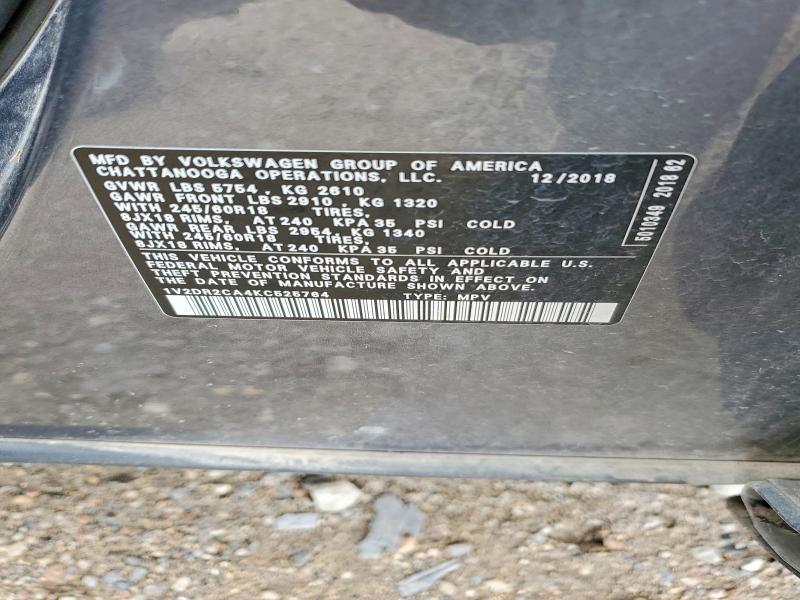 MFD BY VOLKSWAGEN GROUP OF AMERICA
CHATTANOOGA OPERATIONS, LLC. 12/2018
GVWR LBS 5754 , KG 2610
GAWR FRONT LBS 2910 , KG 1320
WITH 245/60R18 TIRES,
8JX18 RIMS, AT 240 KPA 35 PSI COLD
GAWR REAR LBS 2954, KG 1340
WITH 245/60R18 TIRES,
8JX18 RIMS, AT 240 KPA 35 PSI COLD
THIS VEHICLE CONFORMS TO ALL APPLICABLE U.S.
FEDERAL MOTOR VEHICLE SAFETY AND
THEFT PREVENTION STANDARDS IN EFFECT ON
THE DATE OF MANUFACTURE SHOWN ABOVE.
TYPE: MPV
5010349 2018 62